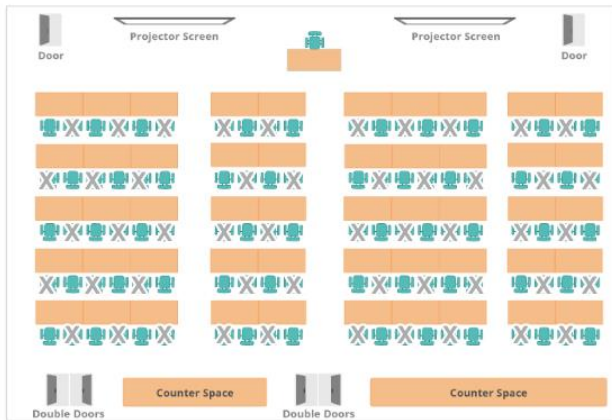 Projector Screen
Projector Screen
Door
Door
Counter Space
Counter Space
Double Doors
Double Doors